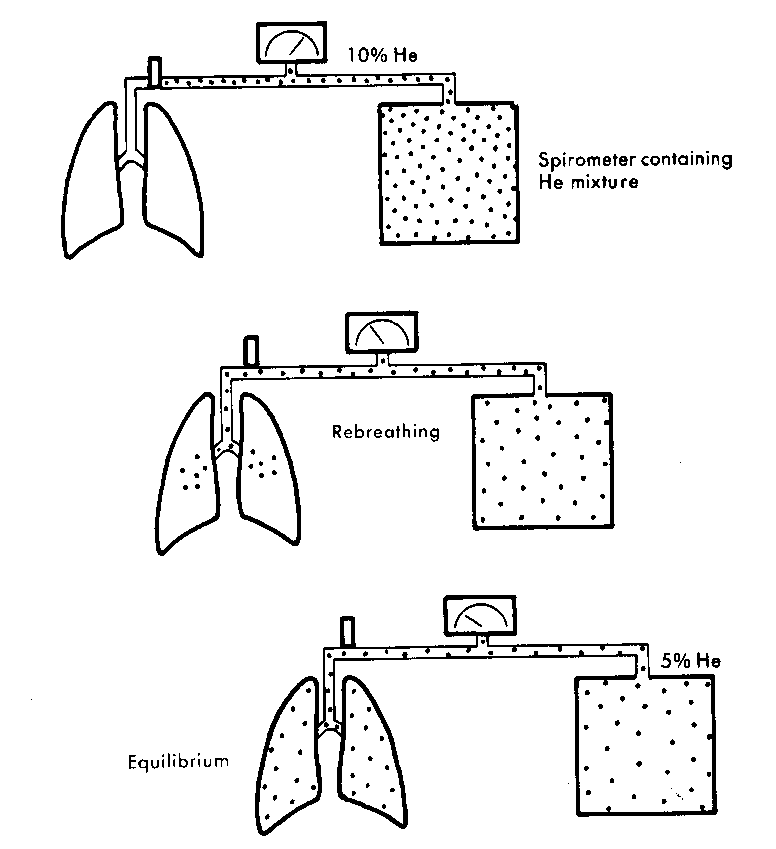 10% He
Spirometer containing
He mixture
Rebreathing
5% He
Equilibrium